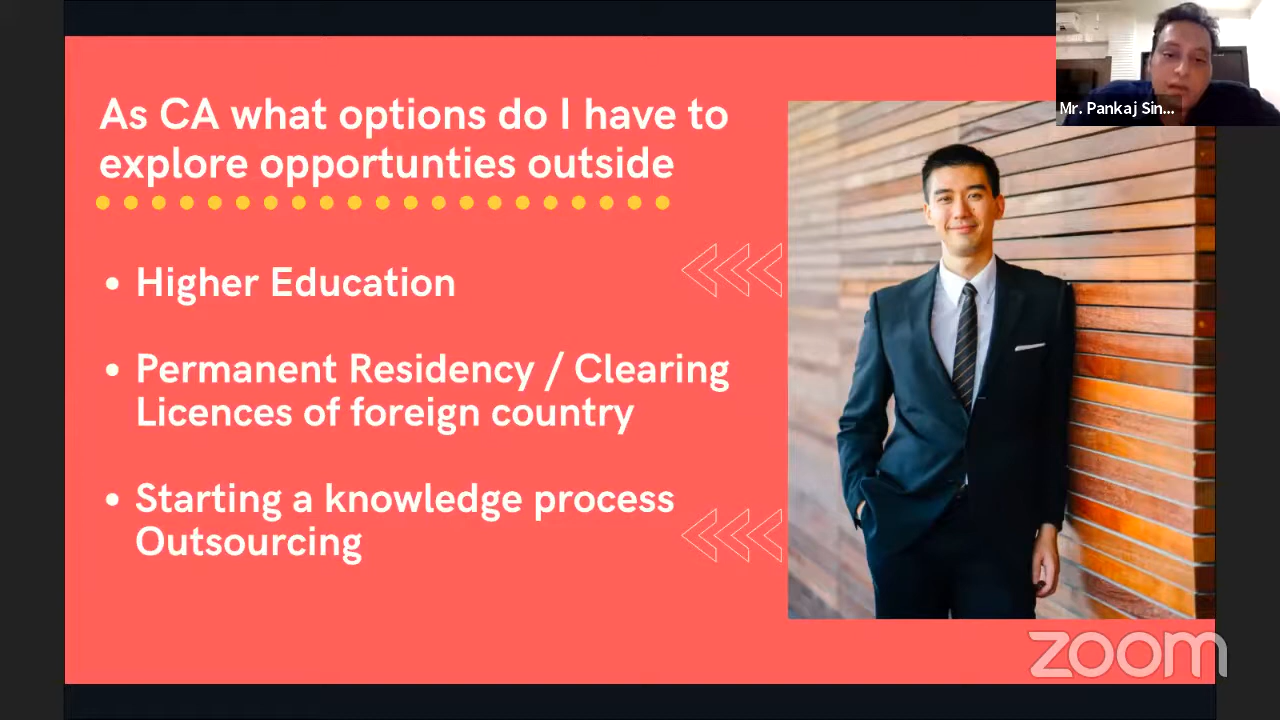 Mr. Pankaj Sin...
As CA what options do I have to
explore opportunties outside
• Higher Education
• Permanent Residency / Clearing
Licences of foreign country
• Starting a knowledge process
Outsourcing
zoom